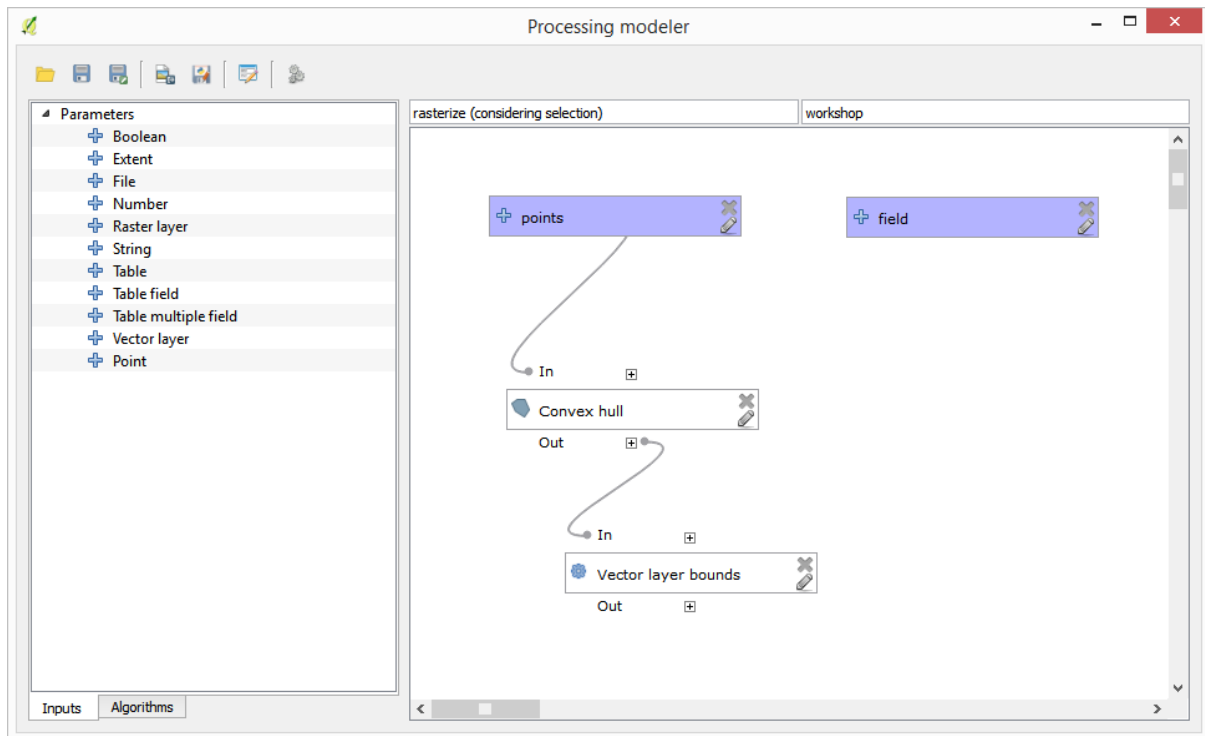 Processing modeler
Parameters
Boolean
Extent
File
Number
Raster layer
String
Table
Table field
Table multiple field
Vector layer
Point
Inputs
Algorithms
rasterize (considering selection)
workshop
points
field
In
Convex hull
Out
In
Vector layer bounds
Out